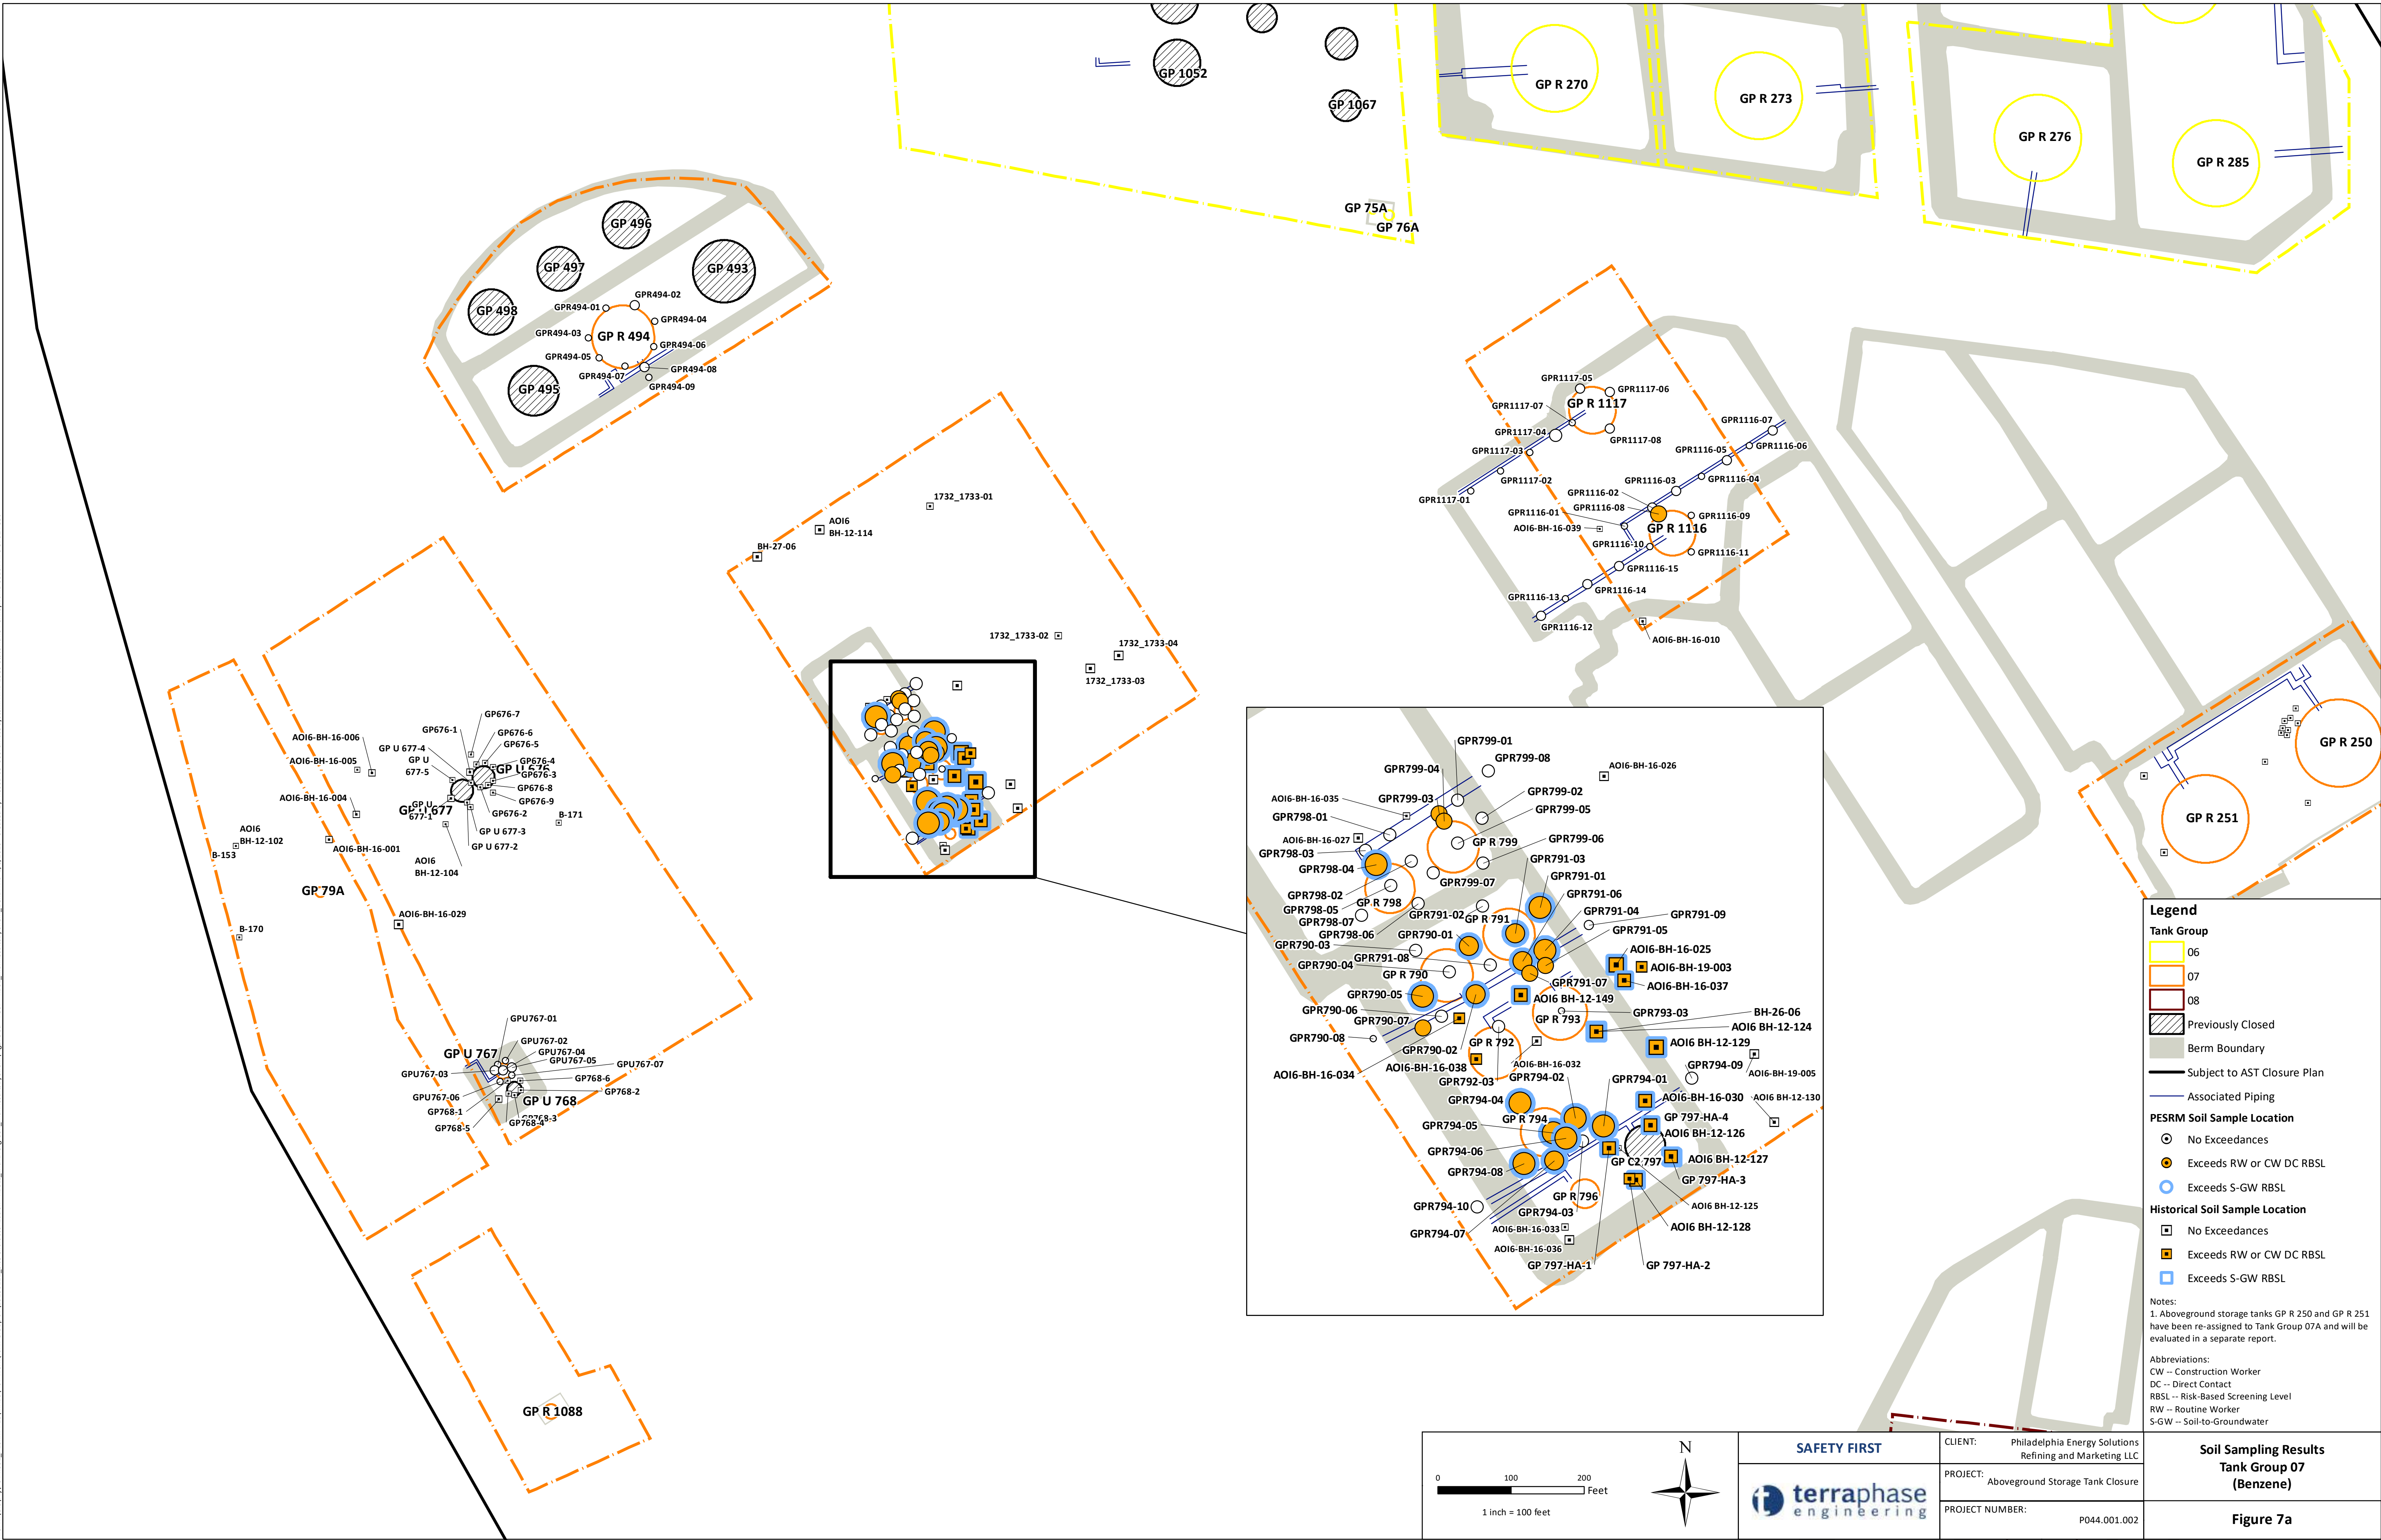 GP 1052
GP 1067
GP R 270
GP R 273
GP R 276
GP R 285
GP 75A
GP 76A
GP 496
GP 497
GP 493
GP 498
GPR494-01
GPR494-02
GPR494-04
GPR494-03
GP R 494
GPR494-06
GPR494-05
GPR494-08
GPR494-07
GPR494-09
GP 495
GPR1117-05
GPR1117-06
GPR1117-07
GP R 1117
GPR1117-04
GPR1117-08
GPR1117-03
GPR1117-02
GPR1117-01
GPR1116-07
GPR1116-06
GPR1116-05
GPR1116-04
GPR1116-03
GPR1116-02
GPR1116-08
GPR1116-01
GPR1116-09
AOI6-BH-16-039
GP R 1116
GPR1116-10
GPR1116-11
GPR1116-15
GPR1116-14
GPR1116-13
GPR1116-12
AOI6-BH-16-010
1732_1733-01
AOI6
BH-12-114
BH-27-06
1732_1733-02
1732_1733-04
1732_1733-03
GP676-7
GP676-1
GP676-6
AOI6-BH-16-006
GP U 677-4
GP676-5
AOI6-BH-16-005
GP U
677-5
GP676-4
GP U 676
GP676-3
GP676-8
AOI6-BH-16-004
GP676-9
GP U
677-1
GP U 677
GP676-2
B-171
AOI6
BH-12-102
GP U 677-3
B-153
AOI6-BH-16-001
GP U 677-2
AOI6
BH-12-104
GP 79A
AOI6-BH-16-029
B-170
GPU767-01
GPU767-02
GP U 767
GPU767-04
GPU767-05
GPU767-07
GPU767-03
GP768-6
GPU767-06
GP768-2
GP768-1
GP U 768
GP768-3
GP768-4
GP768-5
GP R 1088
GP R 250
GP R 251
GPR799-01
GPR799-08
GPR799-04
AOI6-BH-16-026
AOI6-BH-16-035
GPR799-03
GPR799-02
GPR798-01
GPR799-05
AOI6-BH-16-027
GP R 799
GPR799-06
GPR798-03
GPR791-03
GPR798-04
GPR799-07
GPR791-01
GPR798-02
GPR791-06
GP R 798
GPR798-05
GPR791-02
GPR791-04
GPR791-09
GP R 791
GPR798-07
GPR791-05
GPR798-06
GPR790-01
GPR790-03
GPR791-08
AOI6-BH-16-025
GPR790-04
AOI6-BH-19-003
GP R 790
GPR791-07
AOI6-BH-16-037
GPR790-05
AOI6 BH-12-149
GPR790-06
GPR793-03
BH-26-06
GPR790-07
GP R 793
AOI6 BH-12-124
GPR790-08
GP R 792
AOI6 BH-12-129
GPR790-02
AOI6-BH-16-032
GPR794-09
AOI6-BH-19-005
AOI6-BH-16-034
AOI6-BH-16-038
GP792-03
GPR794-02
GPR794-01
GPR794-04
AOI6-BH-16-030
AOI6 BH-12-130
GP R 794
GP 797-HA-4
GPR794-05
AOI6 BH-12-126
GPR794-06
GP C2 797
AOI6 BH-12-127
GPR794-08
GP 797-HA-3
GP R 796
AOI6 BH-12-125
GPR794-10
GPR794-03
AOI6 BH-12-128
GPR794-07
AOI6-BH-16-033
AOI6-BH-16-036
GP 797-HA-1
GP 797-HA-2
Legend
Tank Group
06
07
08
Previously Closed
Berm Boundary
Subject to AST Closure Plan
Associated Piping
PESRM Soil Sample Location
No Exceedances
Exceeds RW or CW DC RBSL
Exceeds S-GW RBSL
Historical Soil Sample Location
No Exceedances
Exceeds RW or CW DC RBSL
Exceeds S-GW RBSL
Notes:
1. Aboveground storage tanks GP R 250 and GP R 251
have been re-assigned to Tank Group 07A and will be
evaluated in a separate report.
Abbreviations:
CW -- Construction Worker
DC -- Direct Contact
RBSL -- Risk-Based Screening Level
RW -- Routine Worker
S-GW -- Soil-to-Groundwater
0 100 200
Feet
1 inch = 100 feet
N
SAFETY FIRST
t terraphase
engineering
CLIENT: Philadelphia Energy Solutions
Refining and Marketing LLC
PROJECT: Aboveground Storage Tank Closure
PROJECT NUMBER:
P044.001.002
Soil Sampling Results
Tank Group 07
(Benzene)
Figure 7a